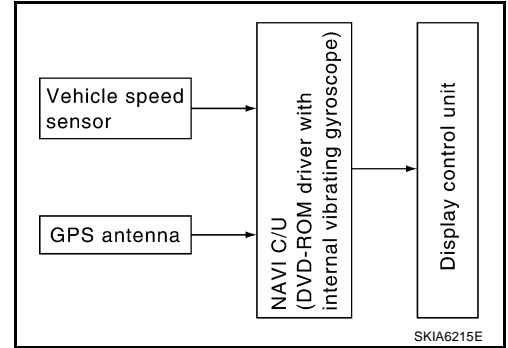 Vehicle speed
sensor
GPS antenna
NAVI C/U
(DVD-ROM driver with
internal vibrating gyroscope)
Display control unit
SKIA6215E